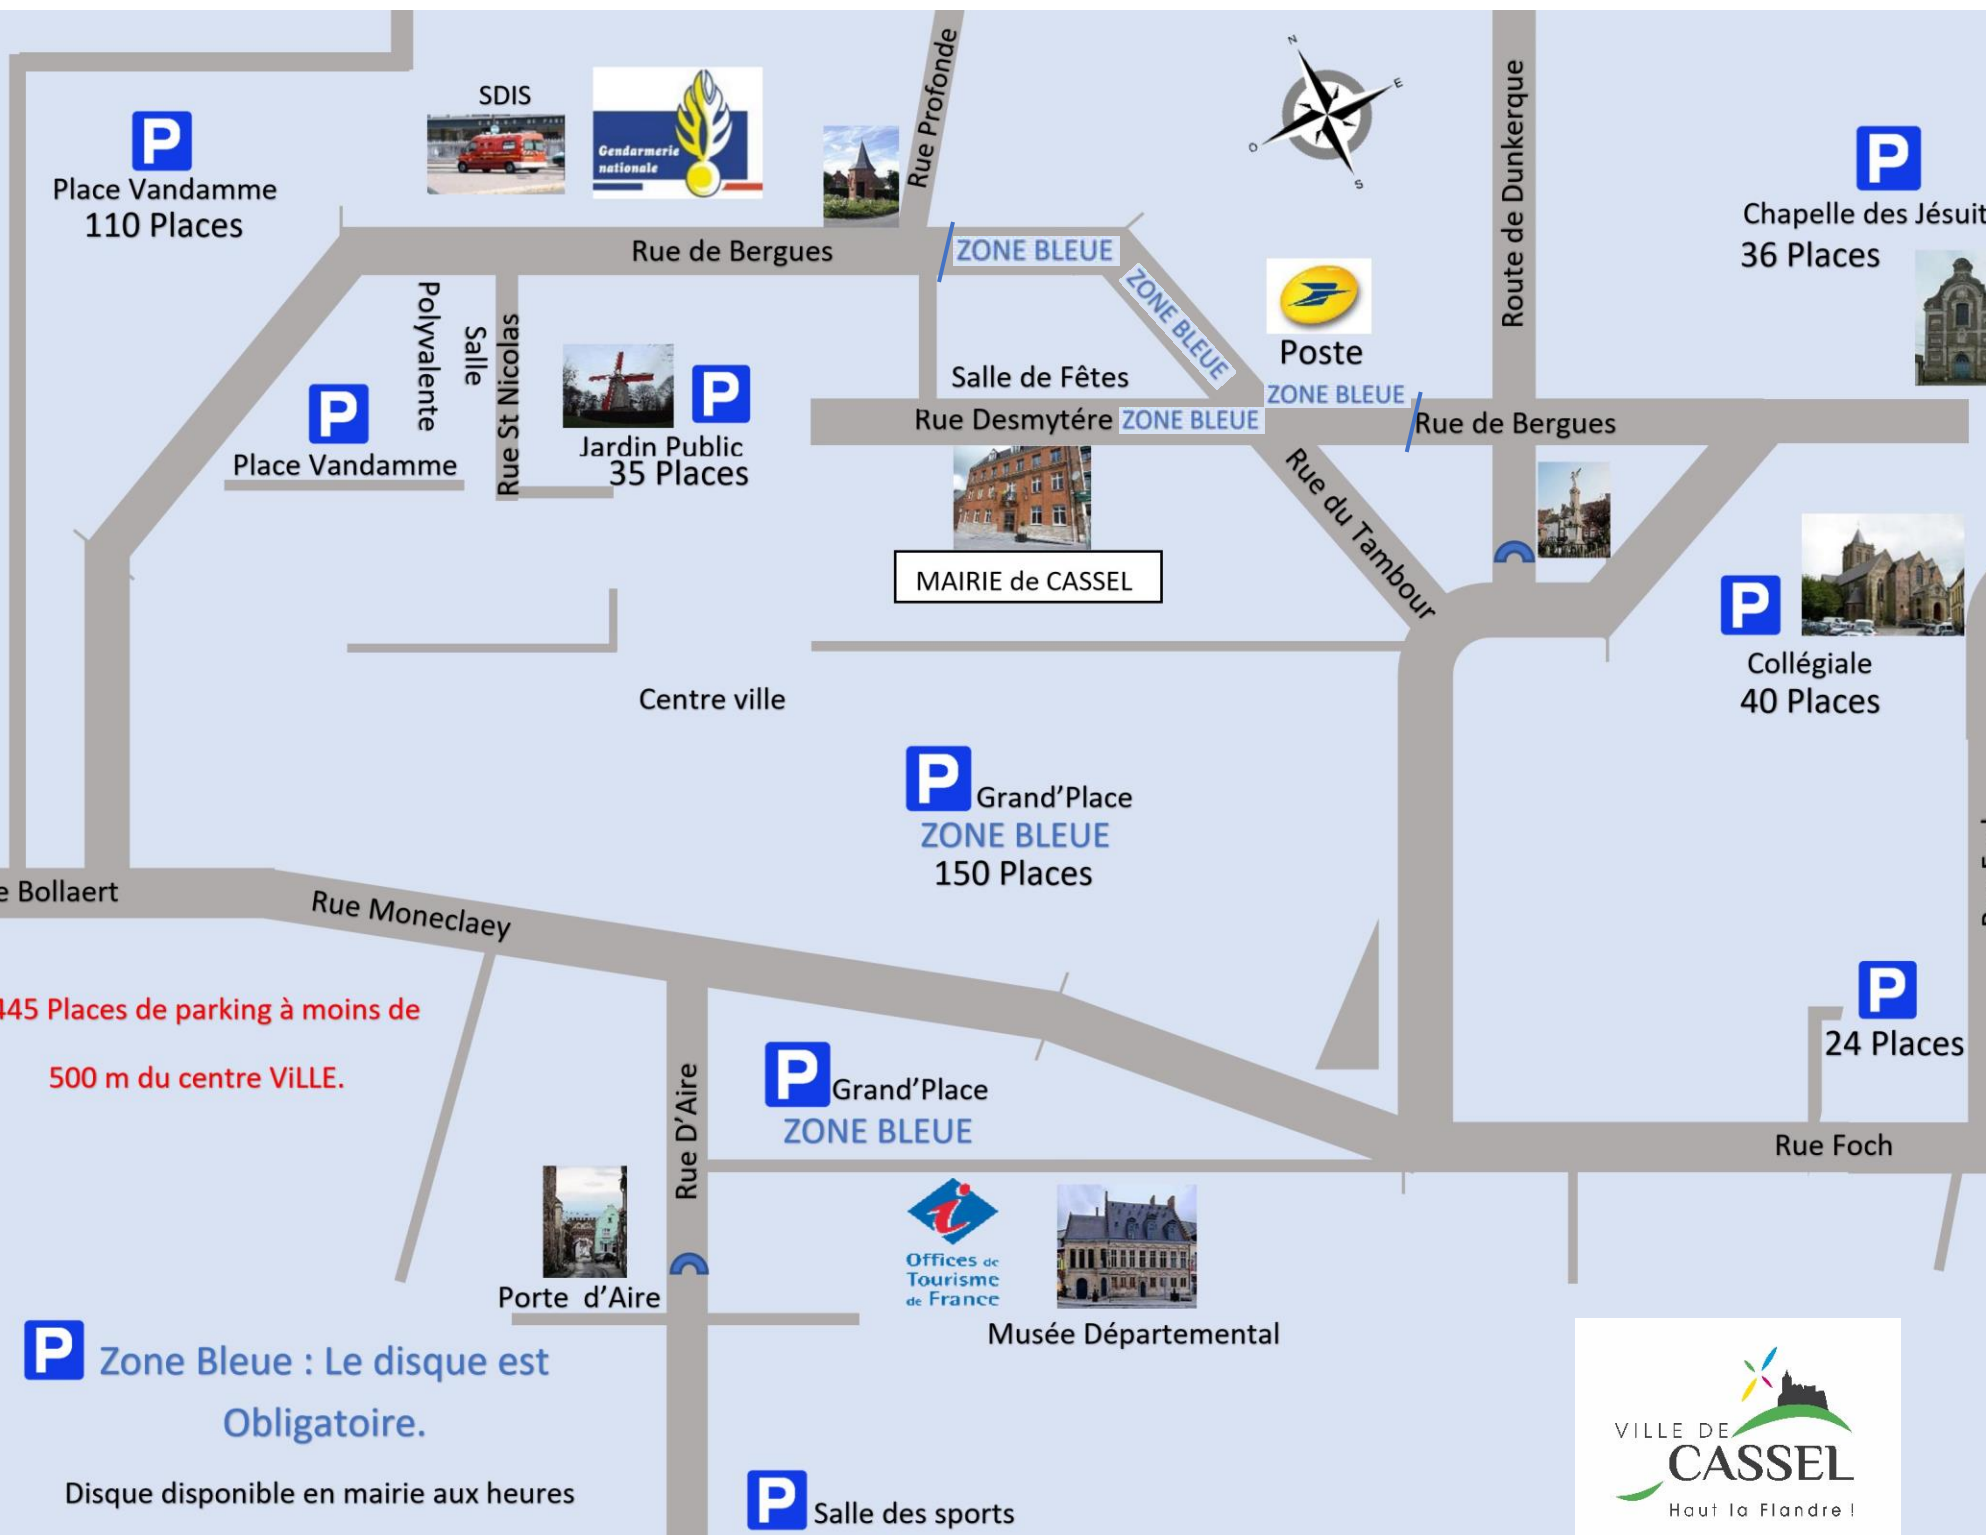 Rue Profonde
N
E
O
S
SDIS
Gendarmerie
nationale
Route de Dunkerque
P
Place Vandamme
110 Places
P
Chapelle des Jésuit
36 Places
Rue de Bergues
ZONE BLEUE
ZONE BLEUE
Polyvalente
Salle
Rue St Nicolas
P
Jardin Public
35 Places
P
Place Vandamme
Salle de Fêtes
Rue Desmytére
ZONE BLEUE
Poste
ZONE BLEUE
Rue de Bergues
Rue du Tambour
MAIRIE de CASSEL
P
Collégiale
40 Places
Centre ville
P
Grand’Place
ZONE BLEUE
150 Places
e Bollaert
Rue Moneclaey
445 Places de parking à moins de
500 m du centre ViLLE.
P
24 Places
Rue D’Aire
P
Grand’Place
ZONE BLEUE
Rue Foch
Porte d’Aire
i
Offices de
Tourisme
de France
Musée Départemental
P
Zone Bleue : Le disque est
Obligatoire.
Disque disponible en mairie aux heures
P
Salle des sports
VILLE DE
CASSEL
Haut la Flandre !